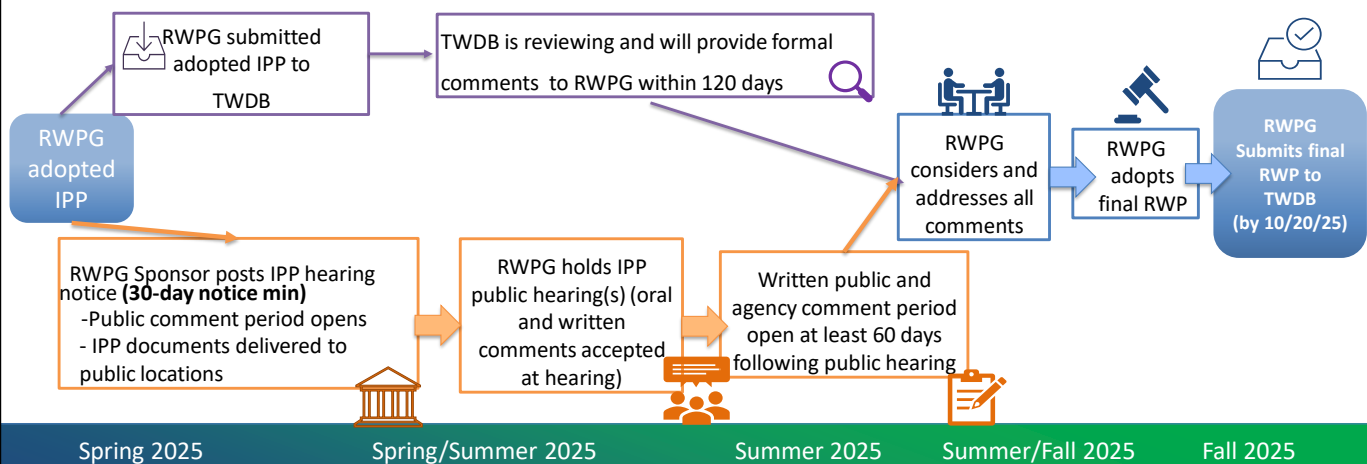 RWPG
adopted
IPP
RWPG submitted
adopted IPP to
TWDB
TWDB is reviewing and will provide formal
comments to RWPG within 120 days
RWPG Sponsor posts IPP hearing
notice (30-day notice min)
-Public comment period opens
- IPP documents delivered to
public locations
RWPG holds IPP
public hearing(s) (oral
and written
comments accepted
at hearing)
Written public and
agency comment period
open at least 60 days
following public hearing
RWPG
considers and
addresses all
comments
RWPG
adopts
final RWP
RWPG
Submits final
RWP to
TWDB
(by 10/20/25)
Spring 2025
Spring/Summer 2025
Summer 2025
Summer/Fall 2025
Fall 2025